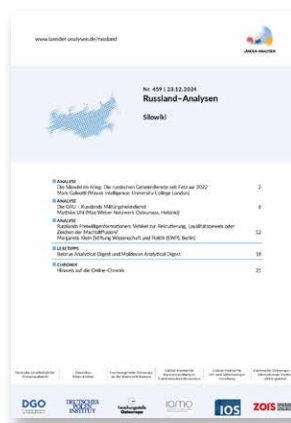 www.laender-analysen.de/russland
LÄNDER-ANALYSEN
Nr. 459 | 23.12.2024
Russland-Analysen
Silowiki
ANALYSE
Die Silowiki im Krieg: Die russischen Geheimdienste seit Februar 2022 2
Mark Galeotti (Mayak Intelligence; University College London)
ANALYSE
Die GRU – Russlands Militärgeheimdienst 6
Matthias Uhl (Max Weber Netzwerk Osteuropa, Helsinki)
ANALYSE
Russlands Freiwilligenformationen: Vehikel zur Rekrutierung, Loyalitätsbeweis oder
Zeichen der Machtdiffusion? 12
Margarete Klein (Stiftung Wissenschaft und Politik (SWP), Berlin)
LESETIPPS
Belarus Analytical Digest und Moldovan Analytical Digest 18
CHRONIK
Hinweis auf die Online-Chronik 21
DGO
DEUTSCHES
POLEN
INSTITUT
Forschungsstelle
Osteuropa
IAMO
IOS
ZOiS